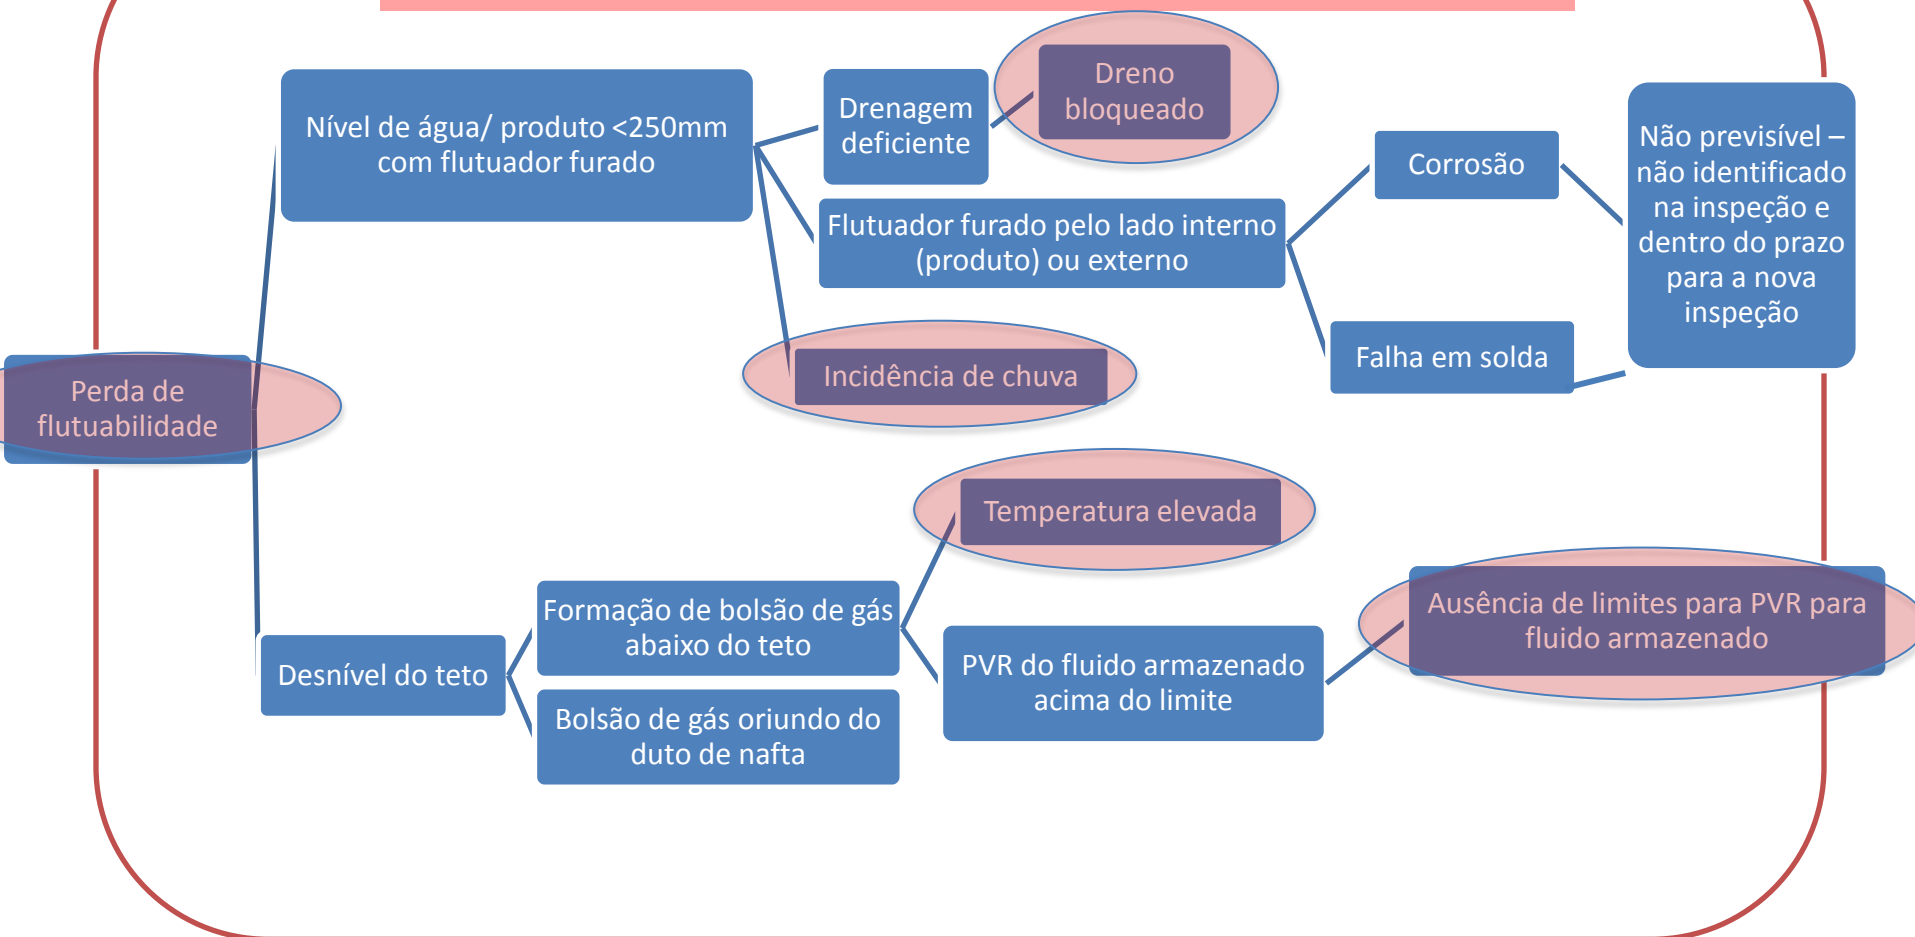 Dreno
bloqueado
Nível de água/ produto <250mm
com flutuador furado
Drenagem
deficiente
Corrosão
Não previsível –
não identificado
na inspeção e
dentro do prazo
para a nova
inspeção
Flutuador furado pelo lado interno
(produto) ou externo
Falha em solda
Incidência de chuva
Perda de
flutuabilidade
Temperatura elevada
Formação de bolsão de gás
abaixo do teto
Ausência de limites para PVR para
fluido armazenado
Desnível do teto
PVR do fluido armazenado
acima do limite
Bolsão de gás oriundo do
duto de nafta